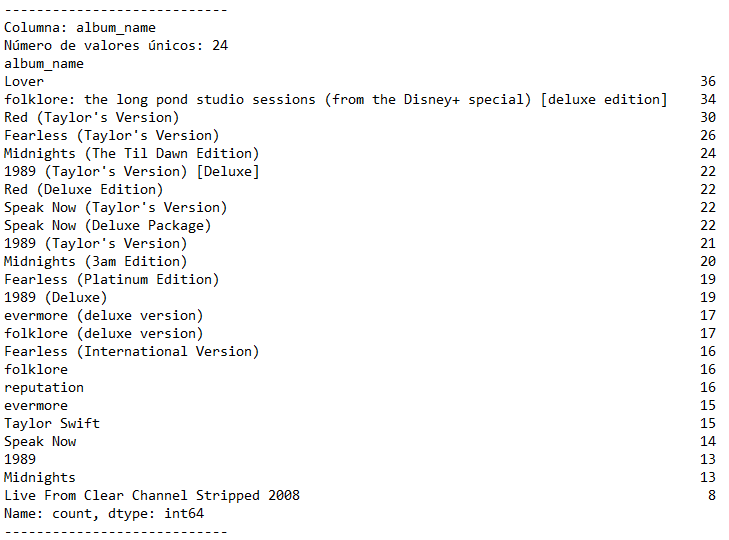 ----------------------------
Columna: album_name
Número de valores únicos: 24
album_name
Lover                                                                                 36
folklore: the long pond studio sessions (from the Disney+ special) [deluxe edition]    34
Red (Taylor's Version)                                                                30
Fearless (Taylor's Version)                                                           26
Midnights (The Til Dawn Edition)                                                      24
1989 (Taylor's Version) [Deluxe]                                                      22
Red (Deluxe Edition)                                                                  22
Speak Now (Taylor's Version)                                                          22
Speak Now (Deluxe Package)                                                            22
1989 (Taylor's Version)                                                               21
Midnights (3am Edition)                                                               20
Fearless (Platinum Edition)                                                           19
1989 (Deluxe)                                                                         19
evermore (deluxe version)                                                             17
folklore (deluxe version)                                                             17
Fearless (International Version)                                                      16
folklore                                                                              16
reputation                                                                            16
evermore                                                                              15
Taylor Swift                                                                          15
Speak Now                                                                             14
1989                                                                                  13
Midnights                                                                             13
Live From Clear Channel Stripped 2008                                                  8
Name: count, dtype: int64
----------------------------